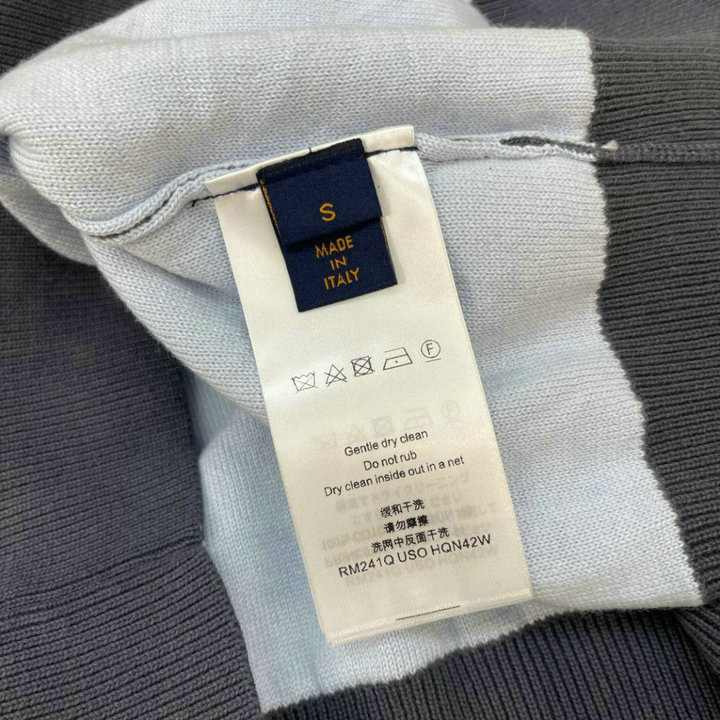 S
MADE
IN
ITALY
F
Gentle dry clean
Do not rub
Dry clean inside out in a net
缓和干洗
请勿摩擦
洗网中反面干洗
RM241Q USO HQN42W